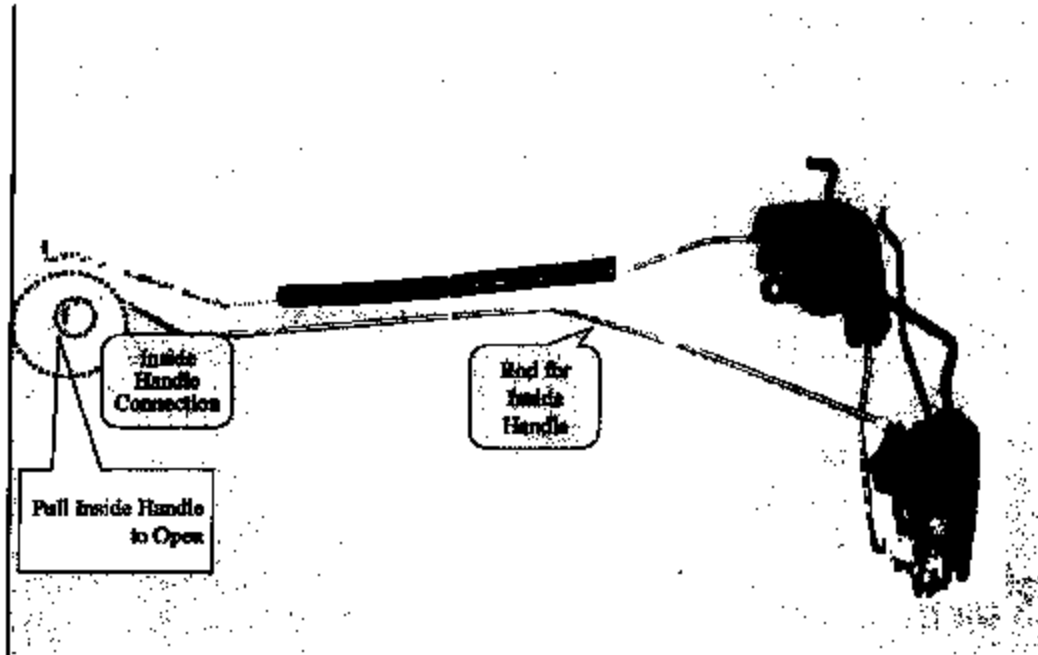 Inside
Handle
Connection
Rod for
Inside
Handle
Pull Inside Handle
to Open